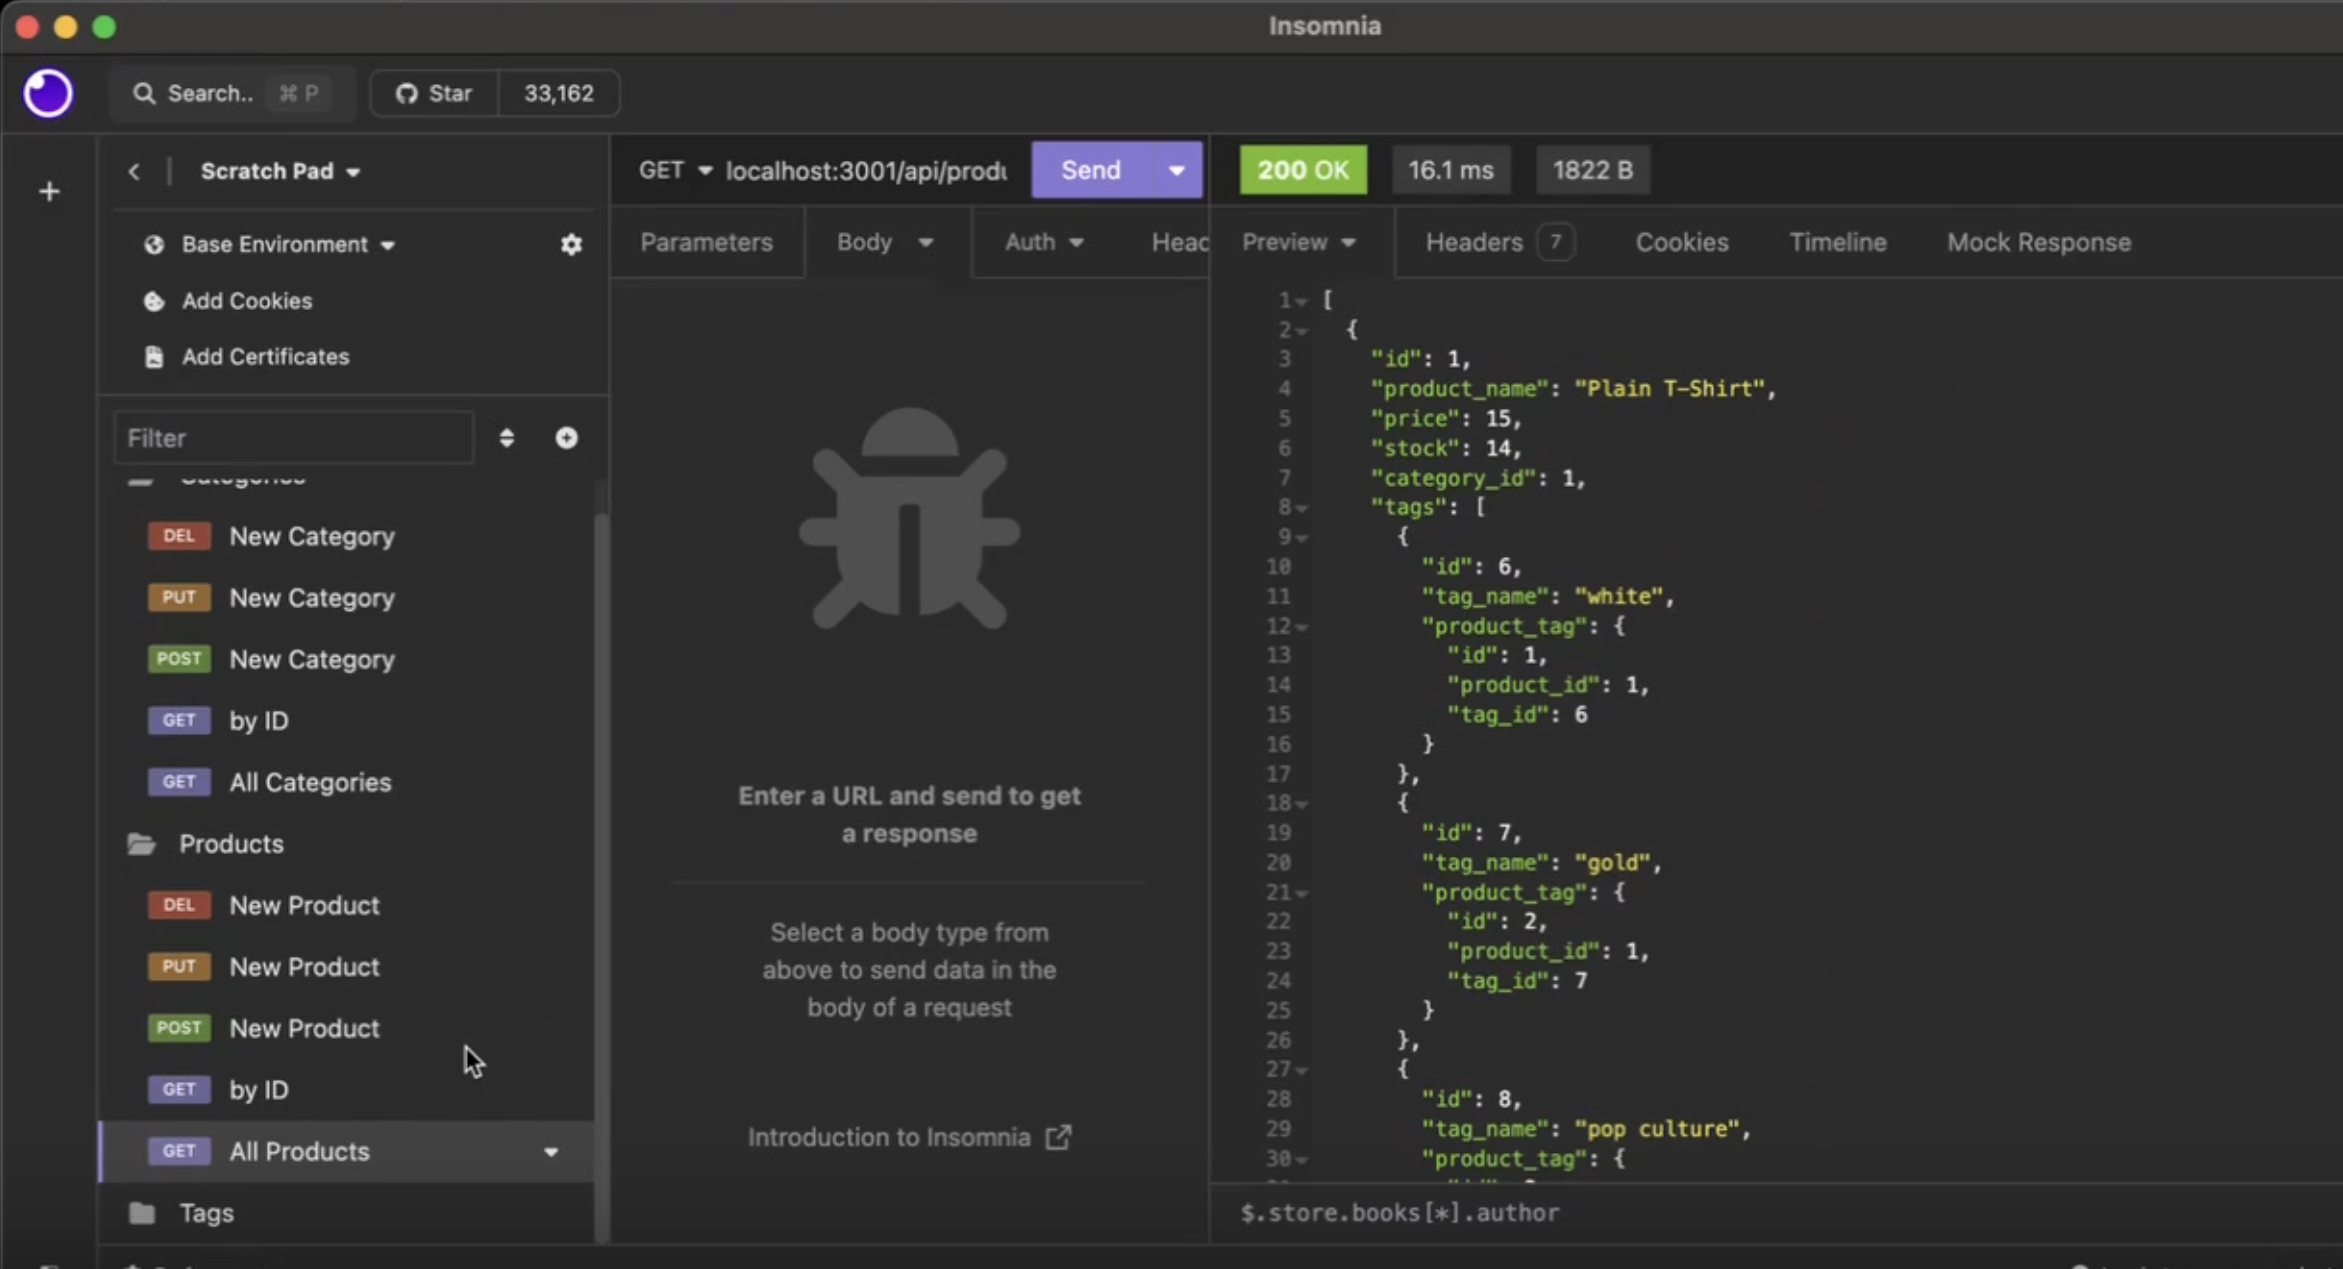 Insomnia
Search.. ⌘ P
Star 33,162
Scratch Pad
GET localhost:3001/api/produ
Send
200 OK
16.1 ms
1822 B
Base Environment
Add Cookies
Add Certificates
Parameters
Body
Auth
Head
Preview
Headers 7
Cookies
Timeline
Mock Response
Filter
Categories
DEL New Category
PUT New Category
POST New Category
GET by ID
GET All Categories
Products
DEL New Product
PUT New Product
POST New Product
GET by ID
GET All Products
Tags
Enter a URL and send to get
a response
Select a body type from
above to send data in the
body of a request
Introduction to Insomnia
1 [
2 {
3 "id": 1,
4 "product_name": "Plain T-Shirt",
5 "price": 15,
6 "stock": 14,
7 "category_id": 1,
8 "tags": [
9 {
10 "id": 6,
11 "tag_name": "white",
12 "product_tag": {
13 "id": 1,
14 "product_id": 1,
15 "tag_id": 6
16 }
17 },
18 {
19 "id": 7,
20 "tag_name": "gold",
21 "product_tag": {
22 "id": 2,
23 "product_id": 1,
24 "tag_id": 7
25 }
26 },
27 {
28 "id": 8,
29 "tag_name": "pop culture",
30 "product_tag": {
$.store.books[*].author